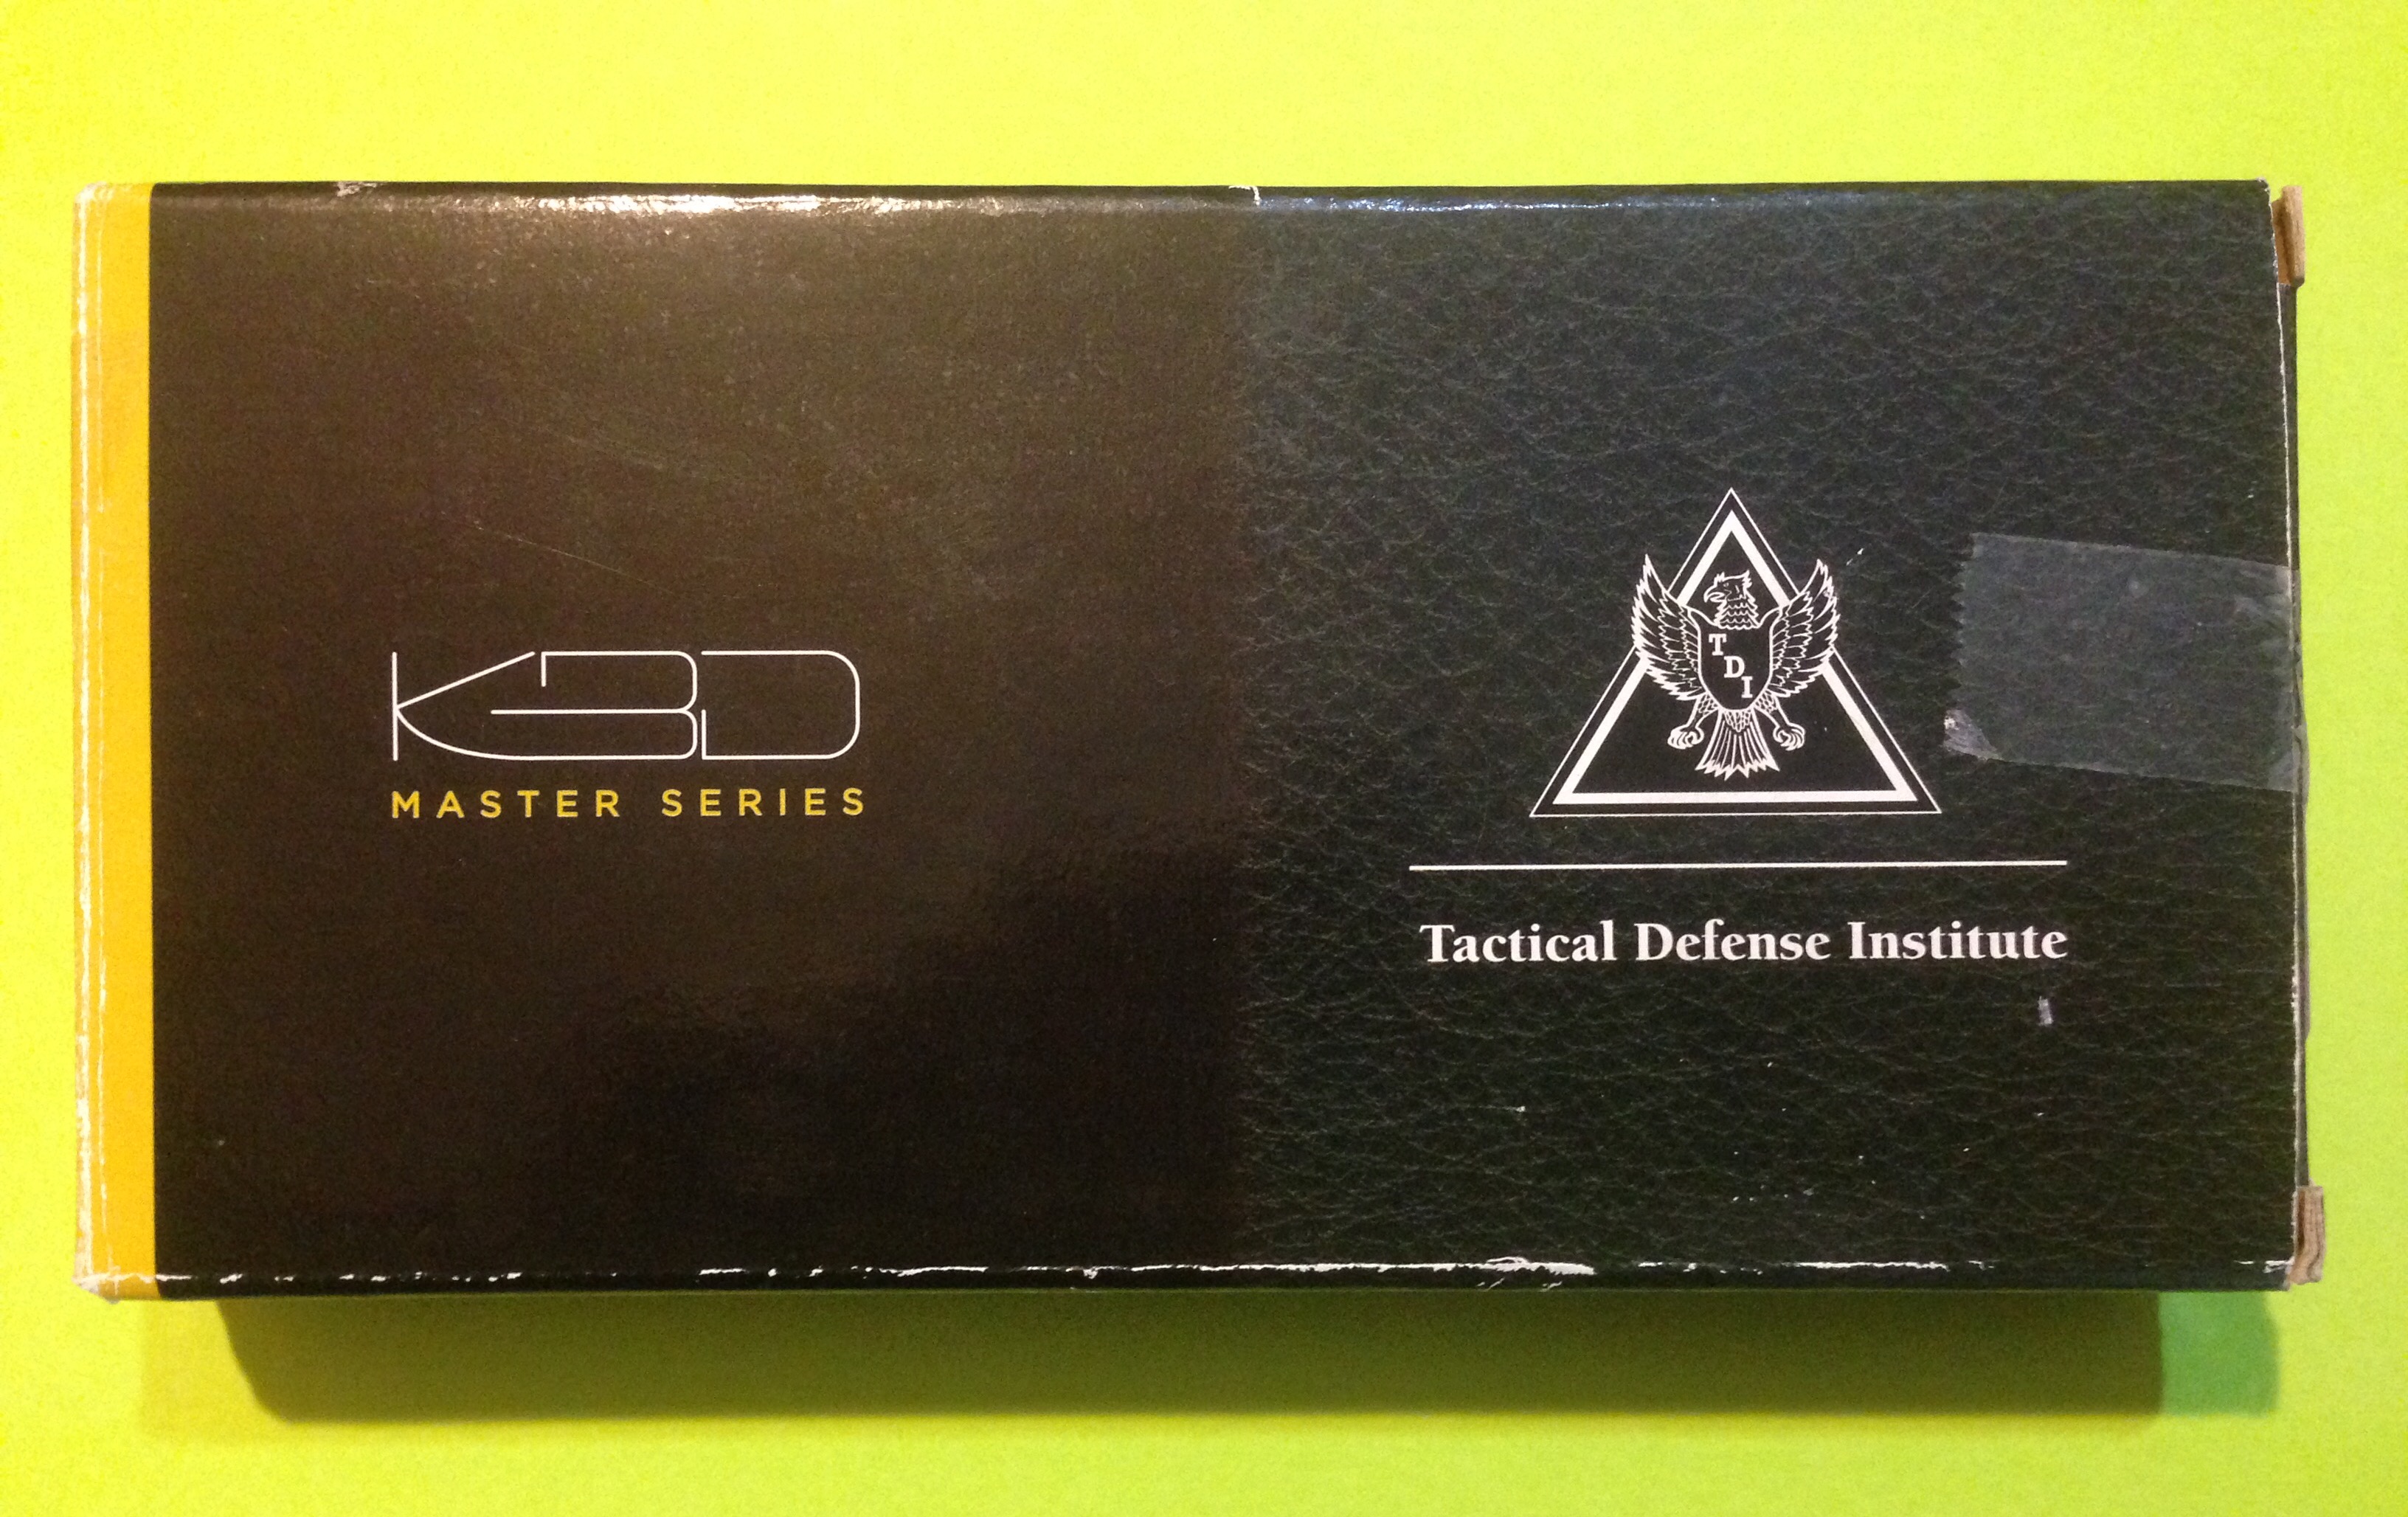 KBD
MASTER SERIES
TDI
Tactical Defense Institute